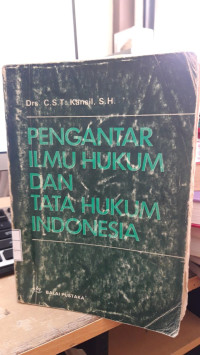 Drs. C.S.T. Kansil, S.H.
PENGANTAR
ILMU HUKUM
DAN
TATA HUKUM
INDONESIA
BALAI PUSTAKA